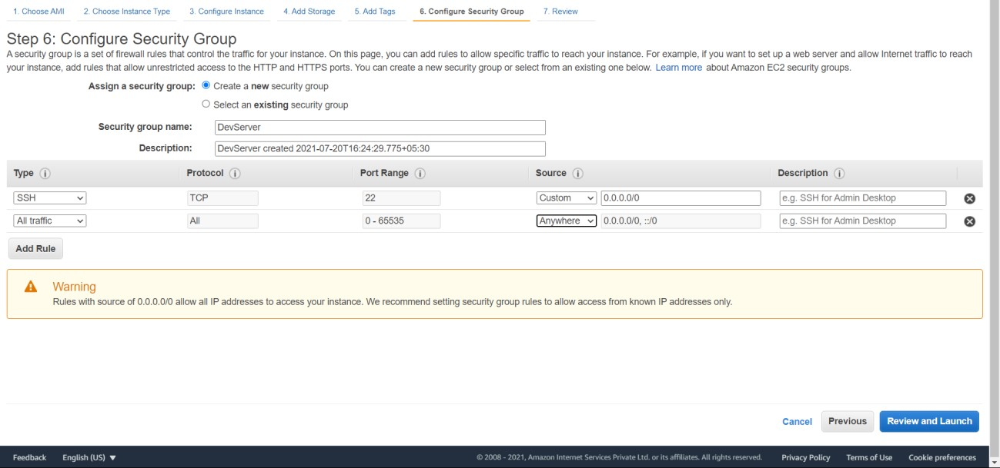 1. Choose AMI 2. Choose Instance Type 3. Configure Instance 4. Add Storage 5. Add Tags 6. Configure Security Group 7. Review
Step 6: Configure Security Group
A security group is a set of firewall rules that control the traffic for your instance. On this page, you can add rules to allow specific traffic to reach your instance. For example, if you want to set up a web server and allow Internet traffic to reach
your instance, add rules that allow unrestricted access to the HTTP and HTTPS ports. You can create a new security group or select from an existing one below. Learn more about Amazon EC2 security groups.
Assign a security group: Create a new security group
Select an existing security group
Security group name: DevServer
Description: DevServer created 2021-07-20T16:24:29.775+05:30
Type i Protocol i Port Range i Source i Description i
SSH TCP 22 Custom 0.0.0.0/0 e.g. SSH for Admin Desktop
All traffic All 0 - 65535 Anywhere 0.0.0.0/0, ::/0 e.g. SSH for Admin Desktop
Add Rule
Warning
Rules with source of 0.0.0.0/0 allow all IP addresses to access your instance. We recommend setting security group rules to allow access from known IP addresses only.
Cancel Previous Review and Launch
Feedback English (US) © 2008 - 2021, Amazon Internet Services Private Ltd. or its affiliates. All rights reserved. Privacy Policy Terms of Use Cookie preferences